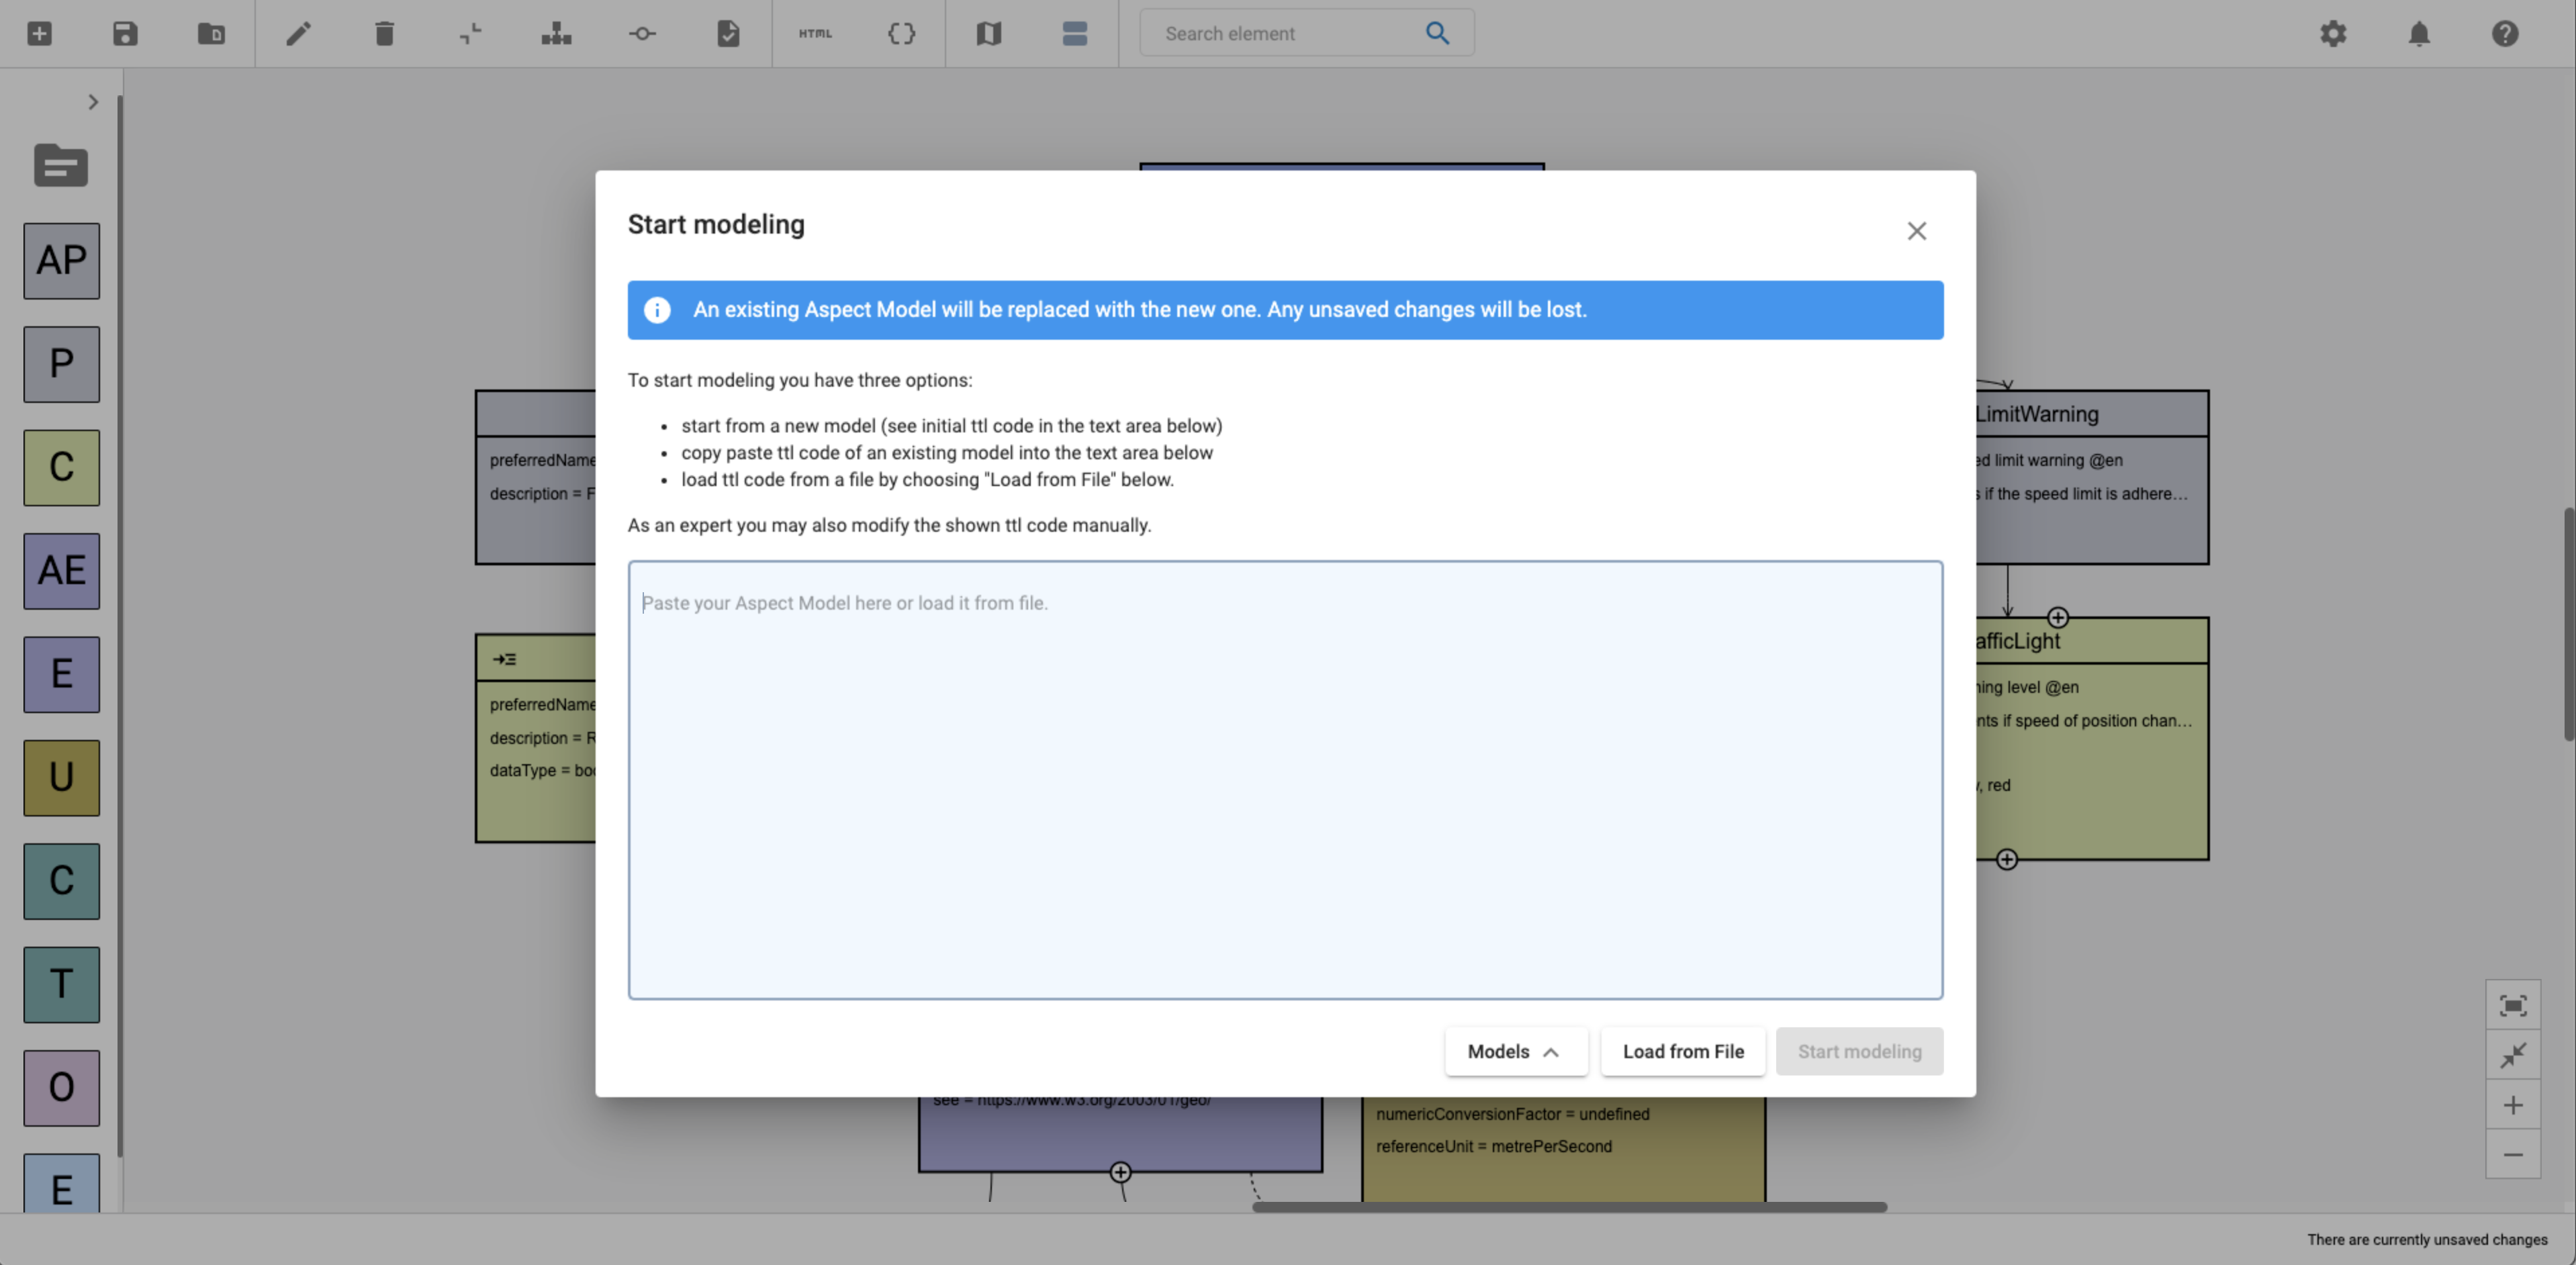 HTML
Search element
AP
P
C
AE
E
U
C
T
O
E
Start modeling
An existing Aspect Model will be replaced with the new one. Any unsaved changes will be lost.
To start modeling you have three options:
• start from a new model (see initial ttl code in the text area below)
• copy paste ttl code of an existing model into the text area below
• load ttl code from a file by choosing "Load from File" below.
As an expert you may also modify the shown ttl code manually.
Paste your Aspect Model here or load it from file.
Models
Load from File
Start modeling
preferredName
description = F
preferredName
description = R
dataType = boo
LimitWarning
ed limit warning @en
s if the speed limit is adhere...
afficLight
ning level @en
nts if speed of position chan...
, red
see = https://www.w3.org/2003/01/geo/
numericConversionFactor = undefined
referenceUnit = metrePerSecond
There are currently unsaved changes